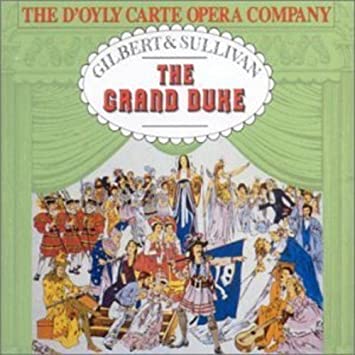 THE D'OYLY CARTE OPERA COMPANY
GILBERT & SULLIVAN
THE
GRAND DUKE